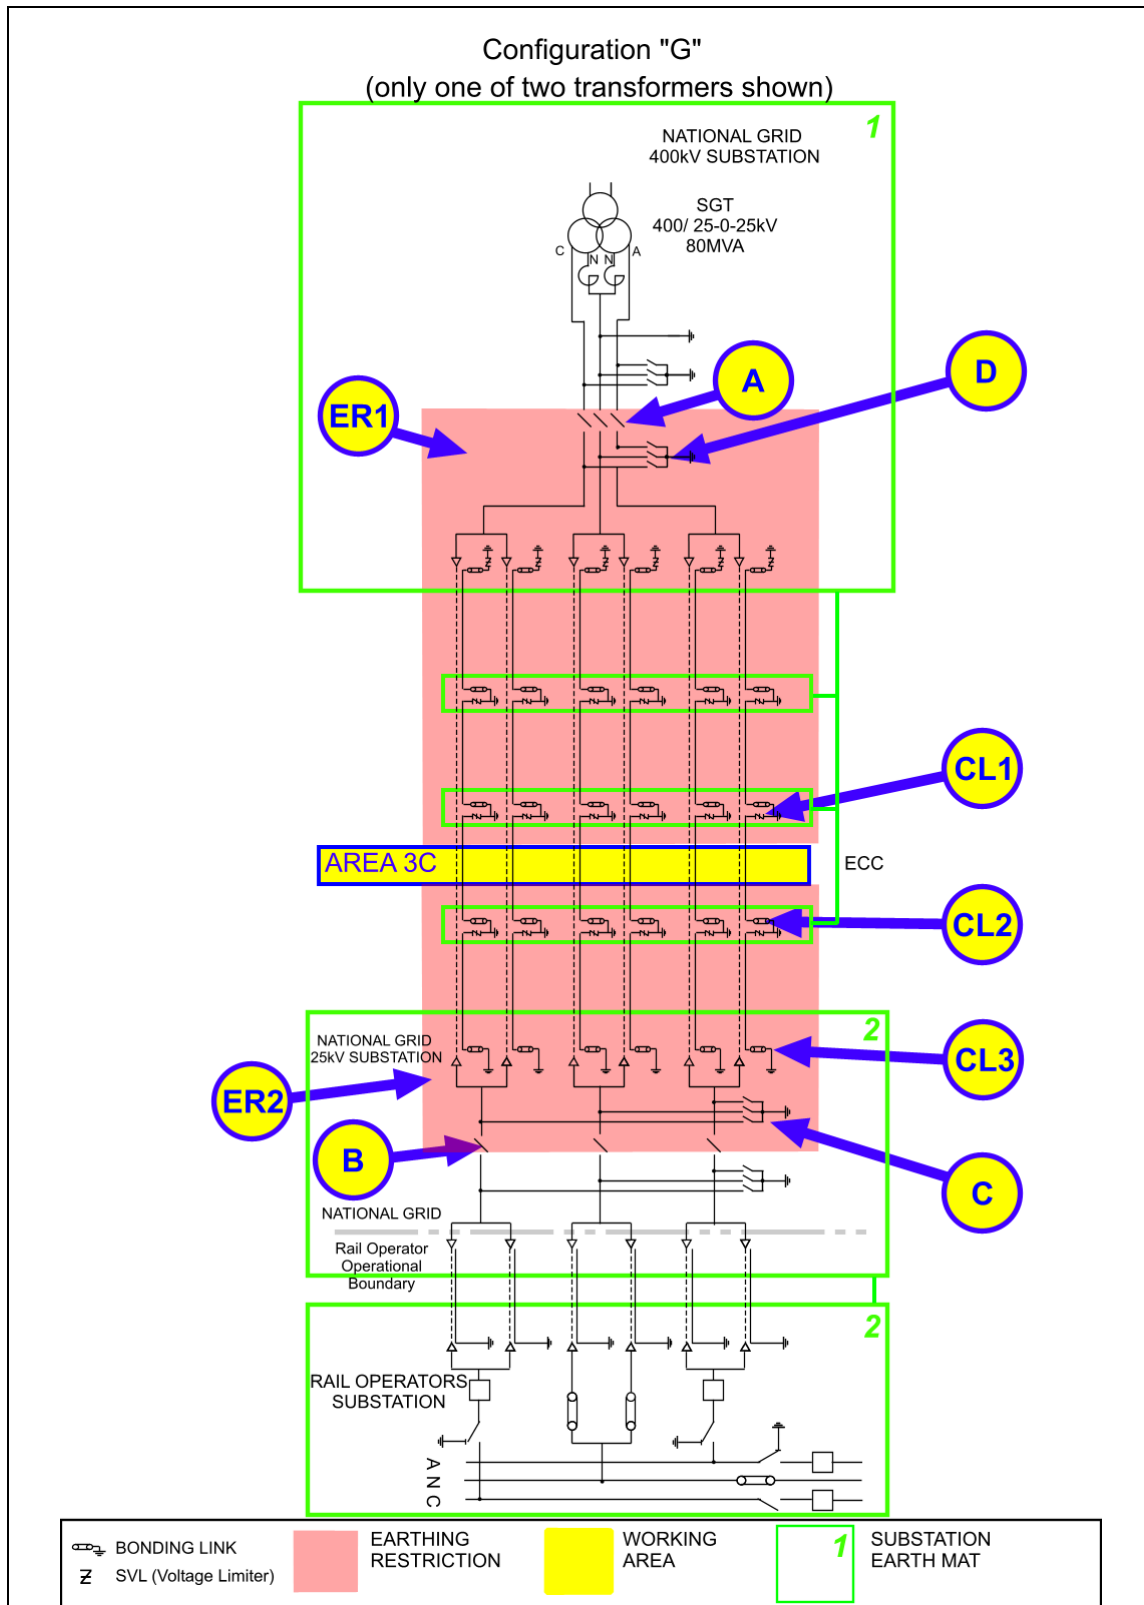 Configuration "G"
(only one of two transformers shown)
1
NATIONAL GRID
400kV SUBSTATION
SGT
400/ 25-0-25kV
80MVA
C
N
N
A
A
D
ER1
Z
Z
Z
Z
Z
Z
CL1
AREA 3C
ECC
CL2
2
NATIONAL GRID
25kV SUBSTATION
CL3
ER2
B
C
NATIONAL GRID
Rail Operator
Operational
Boundary
2
RAIL OPERATORS
SUBSTATION
A
N
C
BONDING LINK
Z SVL (Voltage Limiter)
EARTHING
RESTRICTION
WORKING
AREA
1
SUBSTATION
EARTH MAT